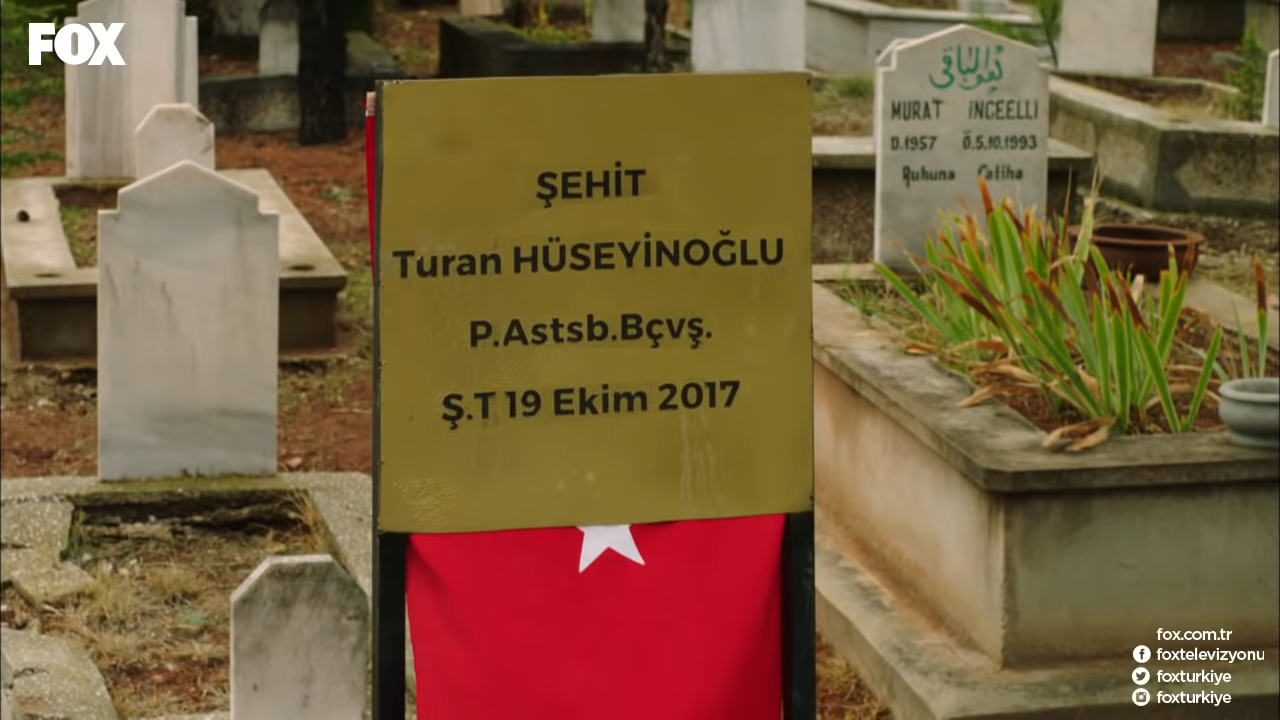 FOX
ŞEHİT
Turan HÜSEYİNOĞLU
P.Astsb.Bçvş.
Ş.T 19 Ekim 2017
MURAT İNCEELLİ
D.1957 Ö.5.10.1993
Ruhuna Fatiha
fox.com.tr
foxtelevizyonu
foxturkiye
foxturkiye